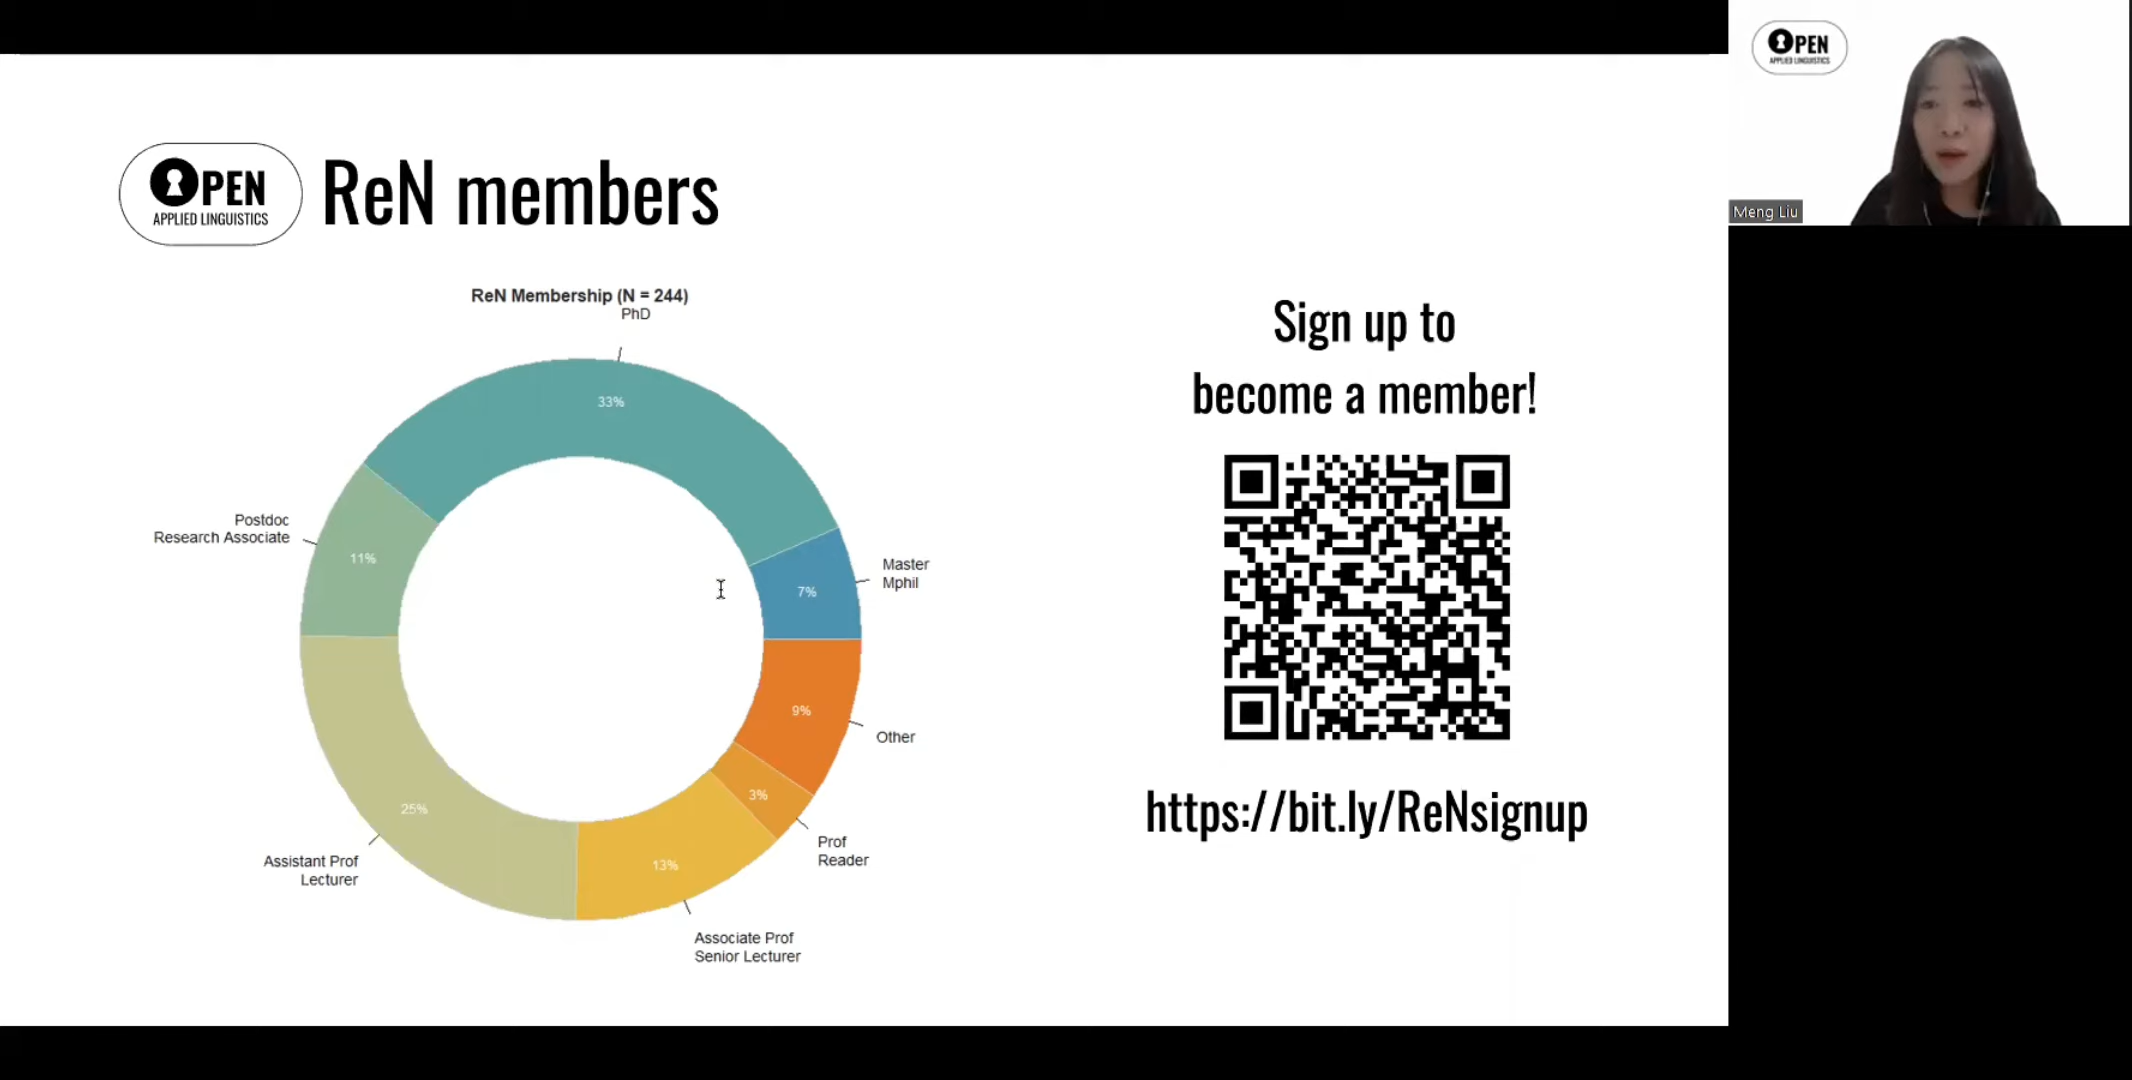 OPEN
APPLIED LINGUISTICS
ReN members
ReN Membership (N = 244)
PhD
33%
Master
Mphil
7%
Other
9%
Prof
Reader
3%
Associate Prof
Senior Lecturer
13%
Assistant Prof
Lecturer
25%
Postdoc
Research Associate
11%
Sign up to
become a member!
https://bit.ly/ReNsignup
OPEN
APPLIED LINGUISTICS
Meng Liu